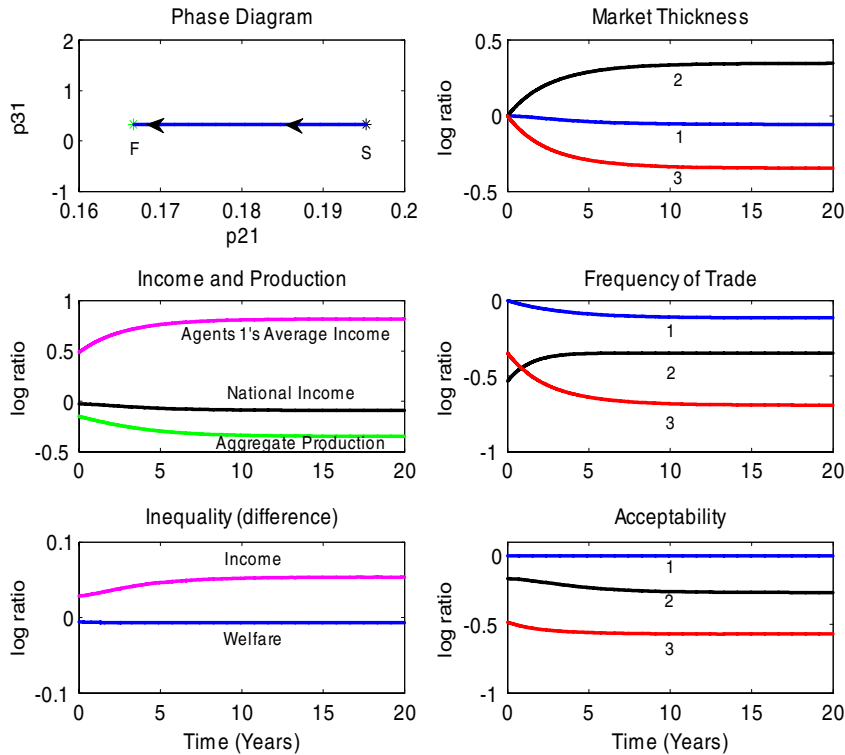 Phase Diagram
2
1
0
-1
p31
F
S
0.16 0.17 0.18 0.19 0.2
p21
Market Thickness
0.5
0
-0.5
log ratio
2
1
3
0 5 10 15 20
Income and Production
1
0.5
0
-0.5
log ratio
Agents 1's Average Income
National Income
Aggregate Production
0 5 10 15 20
Frequency of Trade
0
-0.5
-1
log ratio
1
2
3
0 5 10 15 20
Inequality (difference)
0.1
0
-0.1
log ratio
Income
Welfare
0 5 10 15 20
Time (Years)
Acceptability
0
-0.5
-1
log ratio
1
2
3
0 5 10 15 20
Time (Years)